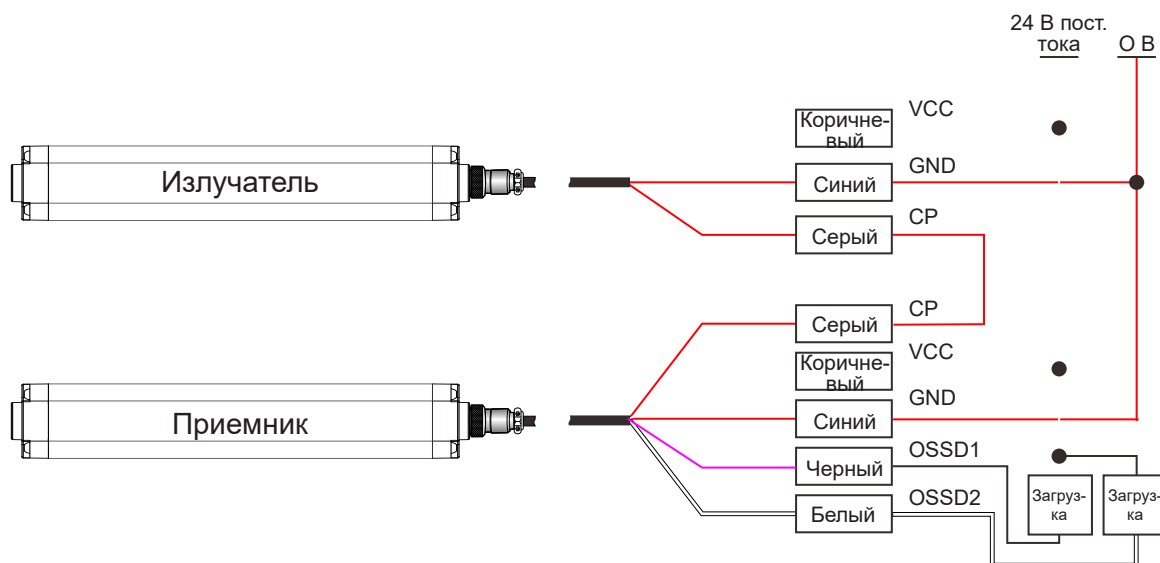 24 В пост.
тока
О В
VCC
Коричне-
вый
GND
Излучатель
Синий
CP
Серый
CP
Серый
VCC
Коричне-
вый
GND
Приемник
Синий
OSSD1
Черный
OSSD2
Белый
Загруз-
ка
Загруз-
ка